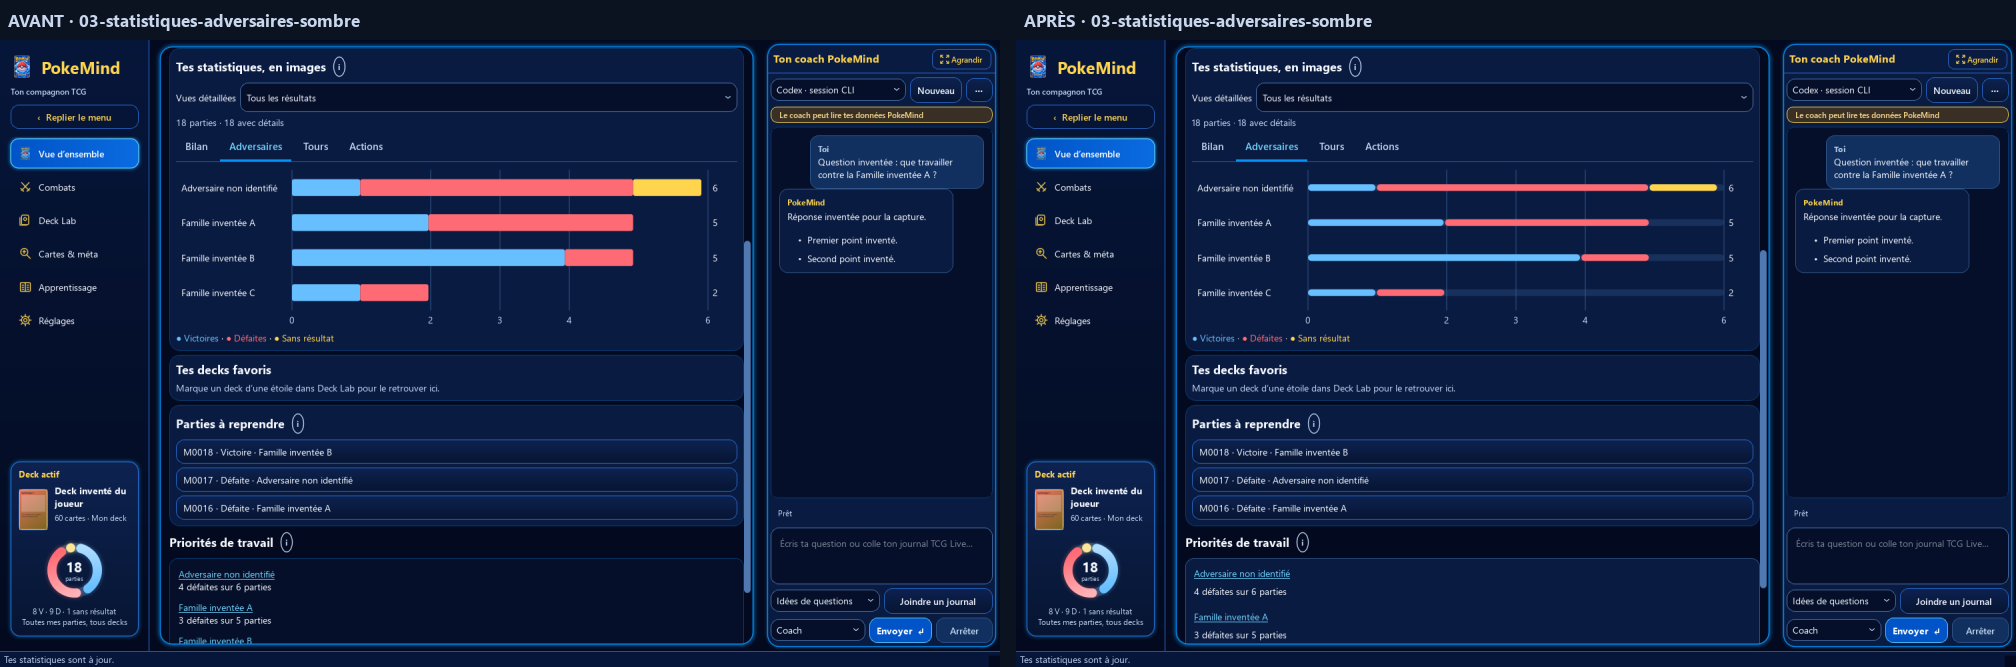 AVANT · 03-statistiques-adversaires-sombre
PokeMind
Ton compagnon TCG
‹ Replier le menu
Vue d'ensemble
Combats
Deck Lab
Cartes & méta
Apprentissage
Réglages
Deck actif
Deck inventé du
joueur
60 cartes · Mon deck
18
parties
8 V · 9 D · 1 sans résultat
Toutes mes parties, tous decks
Tes statistiques, en images i
Vues détaillées Tous les résultats
18 parties · 18 avec détails
Bilan Adversaires Tours Actions
Adversaire non identifié 6
Famille inventée A 5
Famille inventée B 5
Famille inventée C 2
0 2 3 4 6
● Victoires · ● Défaites · ● Sans résultat
Tes decks favoris
Marque un deck d'une étoile dans Deck Lab pour le retrouver ici.
Parties à reprendre i
M0018 · Victoire · Famille inventée B
M0017 · Défaite · Adversaire non identifié
M0016 · Défaite · Famille inventée A
Priorités de travail i
Adversaire non identifié
4 défaites sur 6 parties
Famille inventée A
3 défaites sur 5 parties
Famille inventée B
Ton coach PokeMind Agrandir
Codex · session CLI Nouveau ...
Le coach peut lire tes données PokeMind
Toi
Question inventée : que travailler
contre la Famille inventée A ?
PokeMind
Réponse inventée pour la capture.
• Premier point inventé.
• Second point inventé.
Prêt
Écris ta question ou colle ton journal TCG Live...
Idées de questions Joindre un journal
Coach Envoyer ↲ Arrêter
Tes statistiques sont à jour.
APRÈS · 03-statistiques-adversaires-sombre
PokeMind
Ton compagnon TCG
‹ Replier le menu
Vue d'ensemble
Combats
Deck Lab
Cartes & méta
Apprentissage
Réglages
Deck actif
Deck inventé du
joueur
60 cartes · Mon deck
18
parties
8 V · 9 D · 1 sans résultat
Toutes mes parties, tous decks
Tes statistiques, en images i
Vues détaillées Tous les résultats
18 parties · 18 avec détails
Bilan Adversaires Tours Actions
Adversaire non identifié 6
Famille inventée A 5
Famille inventée B 5
Famille inventée C 2
0 2 3 4 6
● Victoires · ● Défaites · ● Sans résultat
Tes decks favoris
Marque un deck d'une étoile dans Deck Lab pour le retrouver ici.
Parties à reprendre i
M0018 · Victoire · Famille inventée B
M0017 · Défaite · Adversaire non identifié
M0016 · Défaite · Famille inventée A
Priorités de travail i
Adversaire non identifié
4 défaites sur 6 parties
Famille inventée A
3 défaites sur 5 parties
Ton coach PokeMind Agrandir
Codex · session CLI Nouveau ...
Le coach peut lire tes données PokeMind
Toi
Question inventée : que travailler
contre la Famille inventée A ?
PokeMind
Réponse inventée pour la capture.
• Premier point inventé.
• Second point inventé.
Prêt
Écris ta question ou colle ton journal TCG Live...
Idées de questions Joindre un journal
Coach Envoyer ↲ Arrêter
Tes statistiques sont à jour.